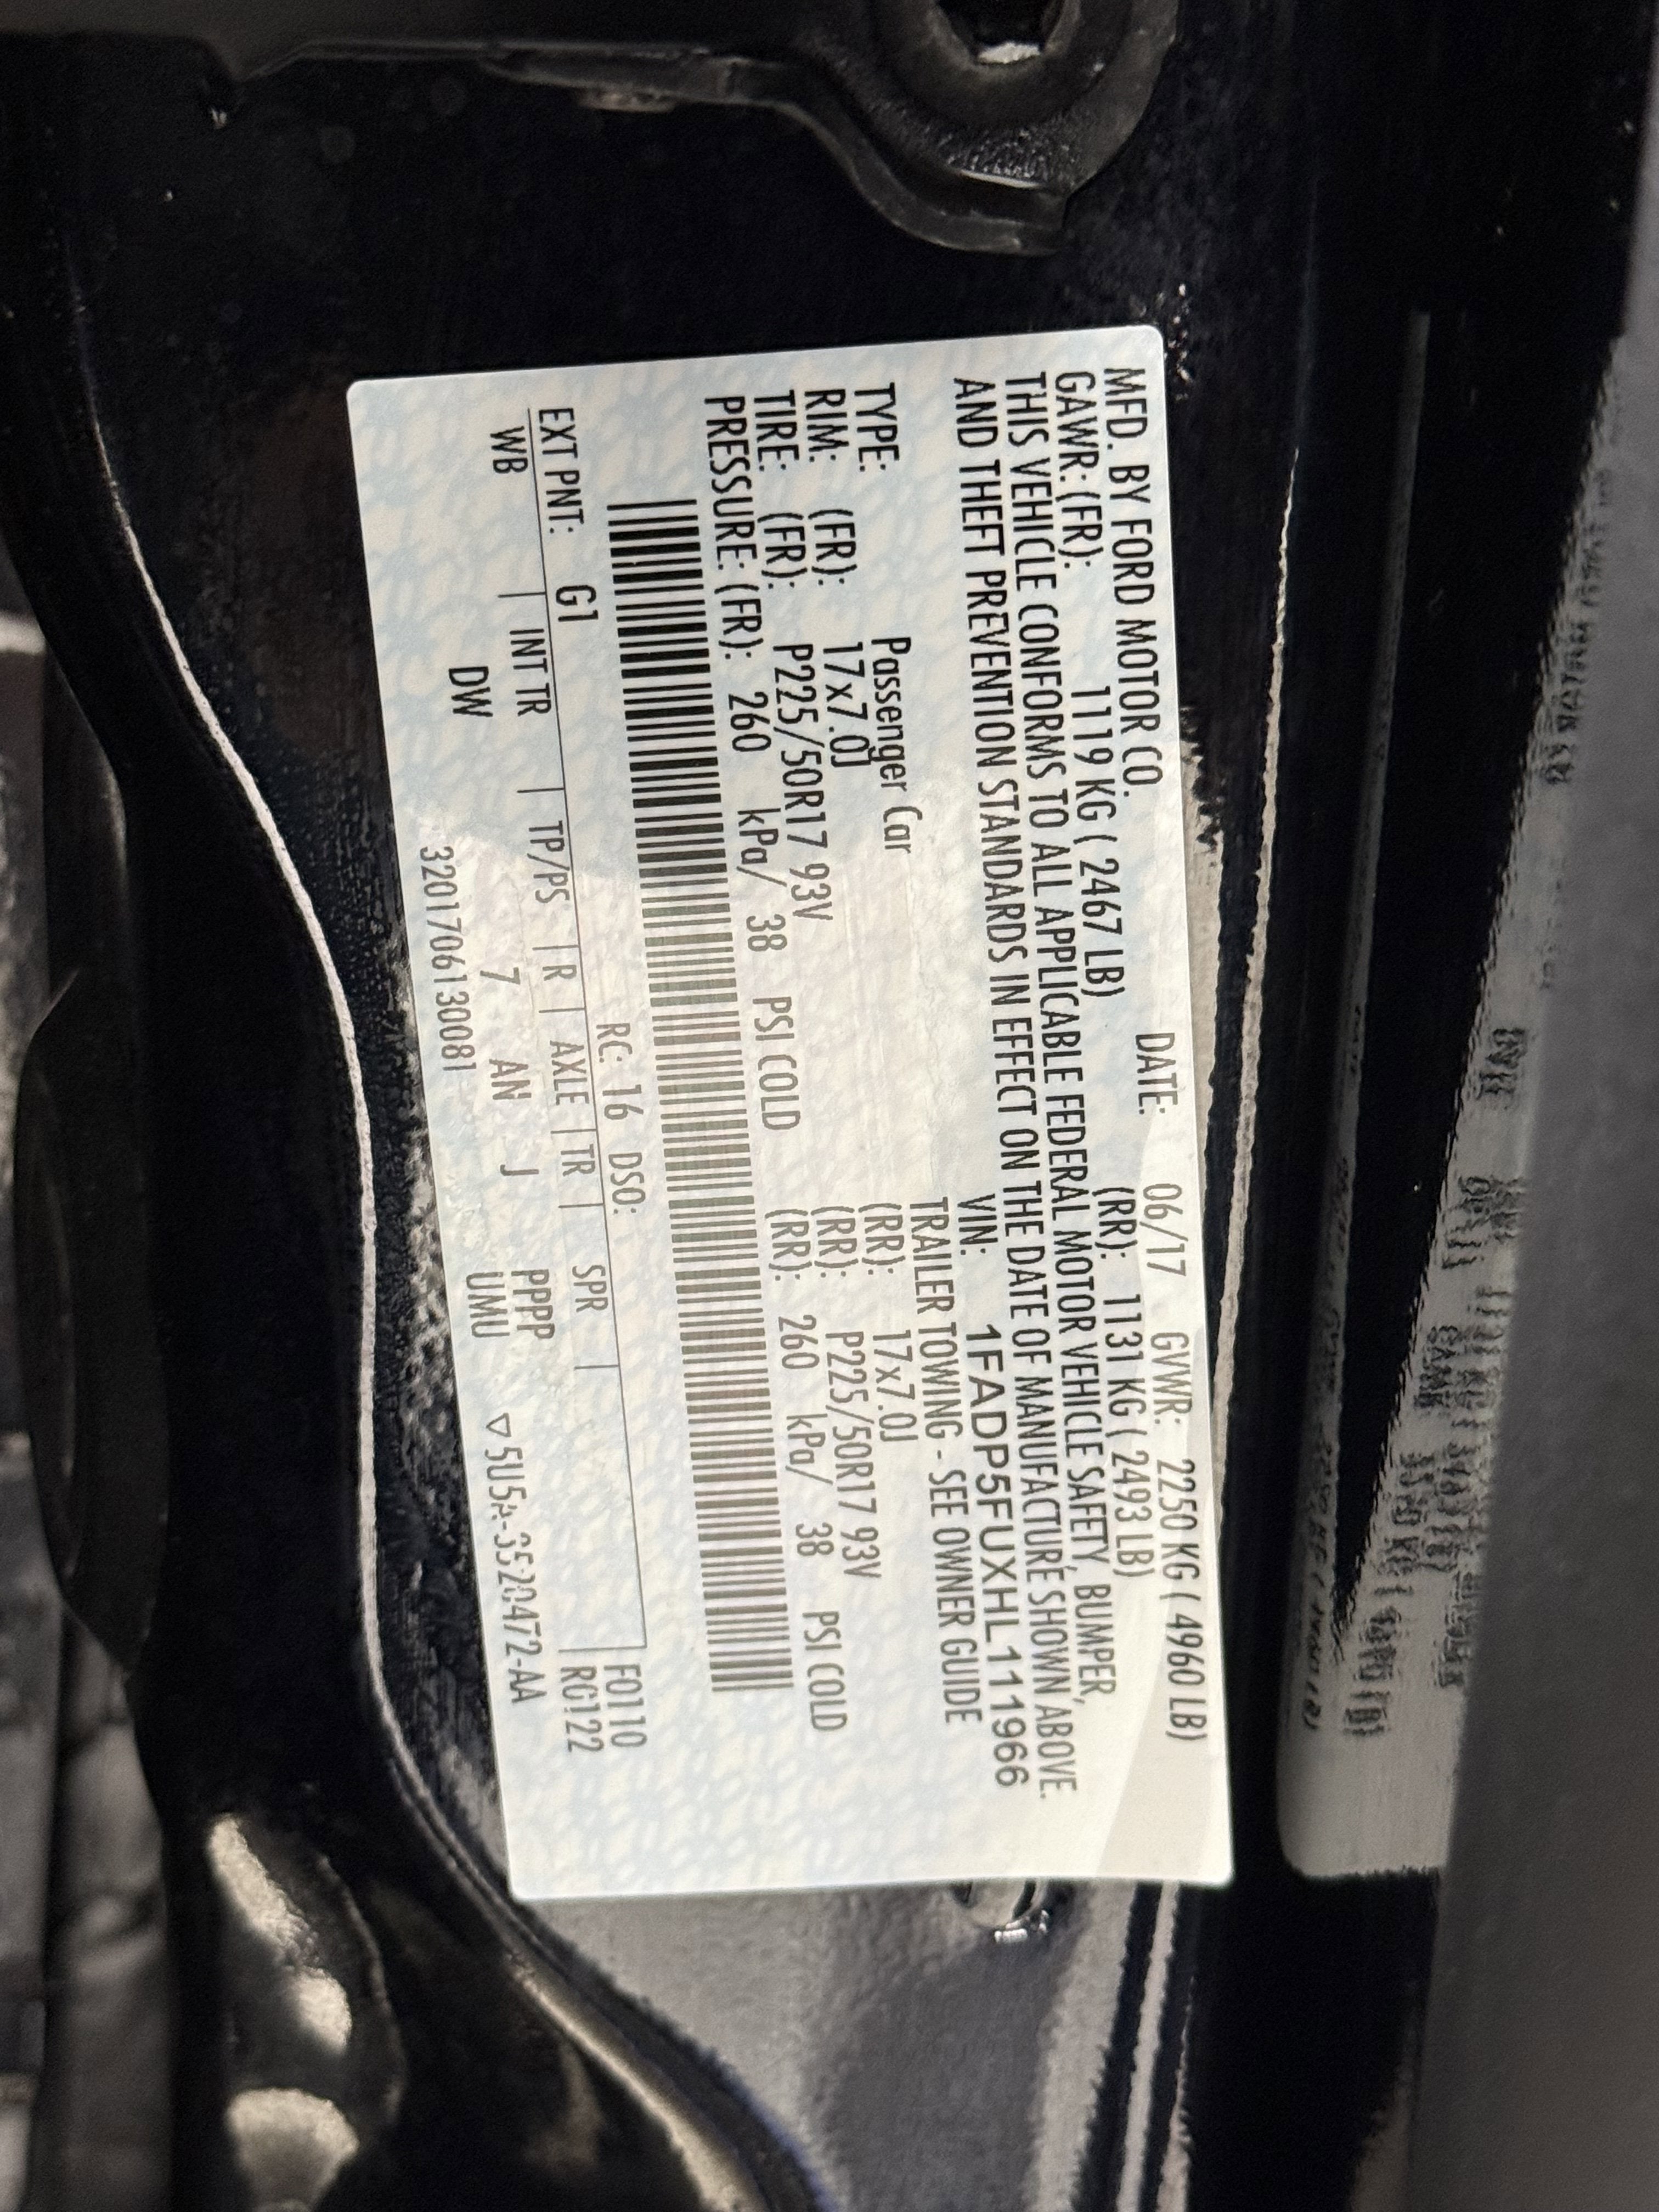 MFD. BY FORD MOTOR CO. DATE: 06/17 GVWR: 2250 KG ( 4960 LB)
GAWR: (FR): 1119 KG ( 2467 LB) (RR): 1131 KG ( 2493 LB)
THIS VEHICLE CONFORMS TO ALL APPLICABLE FEDERAL MOTOR VEHICLE SAFETY, BUMPER,
AND THEFT PREVENTION STANDARDS IN EFFECT ON THE DATE OF MANUFACTURE SHOWN ABOVE.
VIN: 1FADP5FUXHL111966
TYPE: Passenger Car TRAILER TOWING - SEE OWNER GUIDE
RIM: (FR): 17x7.0J (RR): 17x7.0J
TIRE: (FR): P225/50R17 93V (RR): P225/50R17 93V
PRESSURE: (FR): 260 kPa/ 38 PSI COLD (RR): 260 kPa/ 38 PSI COLD
EXT PNT: G1 RC: 16 DSO: F0110
WB | INT TR | TP/PS | R | AXLE | TR | SPR | RC122
DW 7 AN J PPPP
UMU
3201706130081 ▽5U5A-3520472-AA